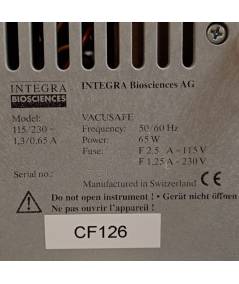 INTEGRA INTEGRA Biosciences AG
BIOSCIENCES
Model: VACUSAFE
115/230 ~ Frequency: 50/60 Hz
1,3/0,65 A Power: 65 W
Fuse: F 2,5 A – 115 V
F 1,25 A - 230 V
Serial no.:
Manufactured in Switzerland CE
Do not open instrument ! • Gerät nicht öffnen
Ne pas ouvrir l'appareil !
CF126